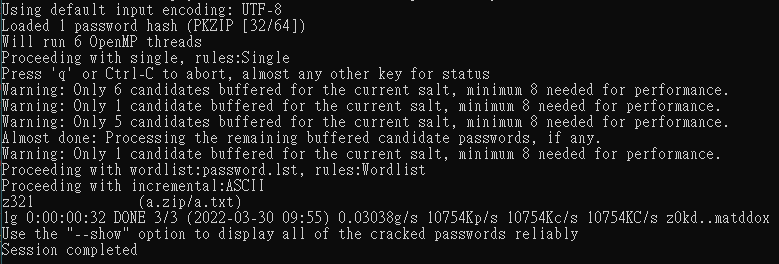 Using default input encoding: UTF-8
Loaded 1 password hash (PKZIP [32/64])
Will run 6 OpenMP threads
Proceeding with single, rules:Single
Press 'q' or Ctrl-C to abort, almost any other key for status
Warning: Only 6 candidates buffered for the current salt, minimum 8 needed for performance.
Warning: Only 1 candidate buffered for the current salt, minimum 8 needed for performance.
Warning: Only 5 candidates buffered for the current salt, minimum 8 needed for performance.
Almost done: Processing the remaining buffered candidate passwords, if any.
Warning: Only 1 candidate buffered for the current salt, minimum 8 needed for performance.
Proceeding with wordlist:password.lst, rules:Wordlist
Proceeding with incremental:ASCII
z321             (a.zip/a.txt)
1g 0:00:00:32 DONE 3/3 (2022-03-30 09:55) 0.03038g/s 10754Kp/s 10754Kc/s 10754KC/s z0kd..matddox
Use the "--show" option to display all of the cracked passwords reliably
Session completed